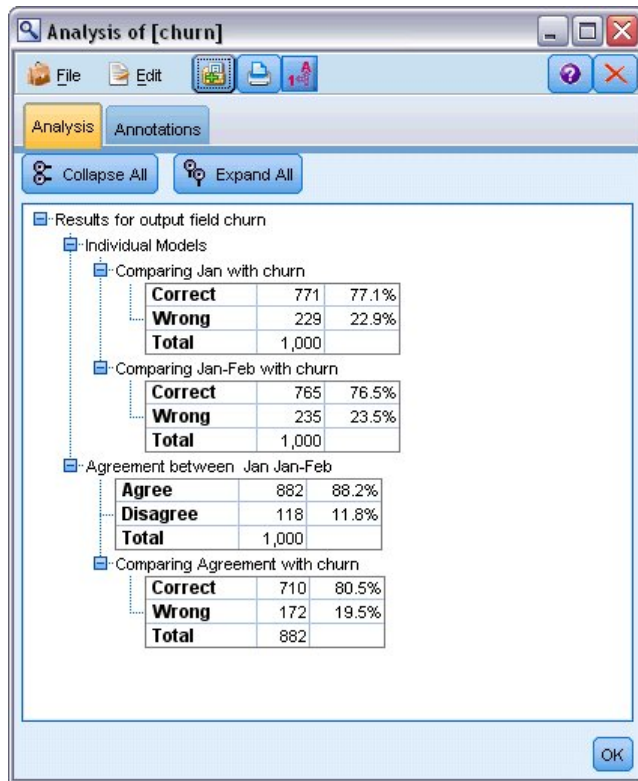 Analysis of [churn]
File Edit
Analysis Annotations
Collapse All Expand All
Results for output field churn
Individual Models
Comparing Jan with churn
Correct 771 77.1%
Wrong 229 22.9%
Total 1,000
Comparing Jan-Feb with churn
Correct 765 76.5%
Wrong 235 23.5%
Total 1,000
Agreement between Jan Jan-Feb
Agree 882 88.2%
Disagree 118 11.8%
Total 1,000
Comparing Agreement with churn
Correct 710 80.5%
Wrong 172 19.5%
Total 882
OK